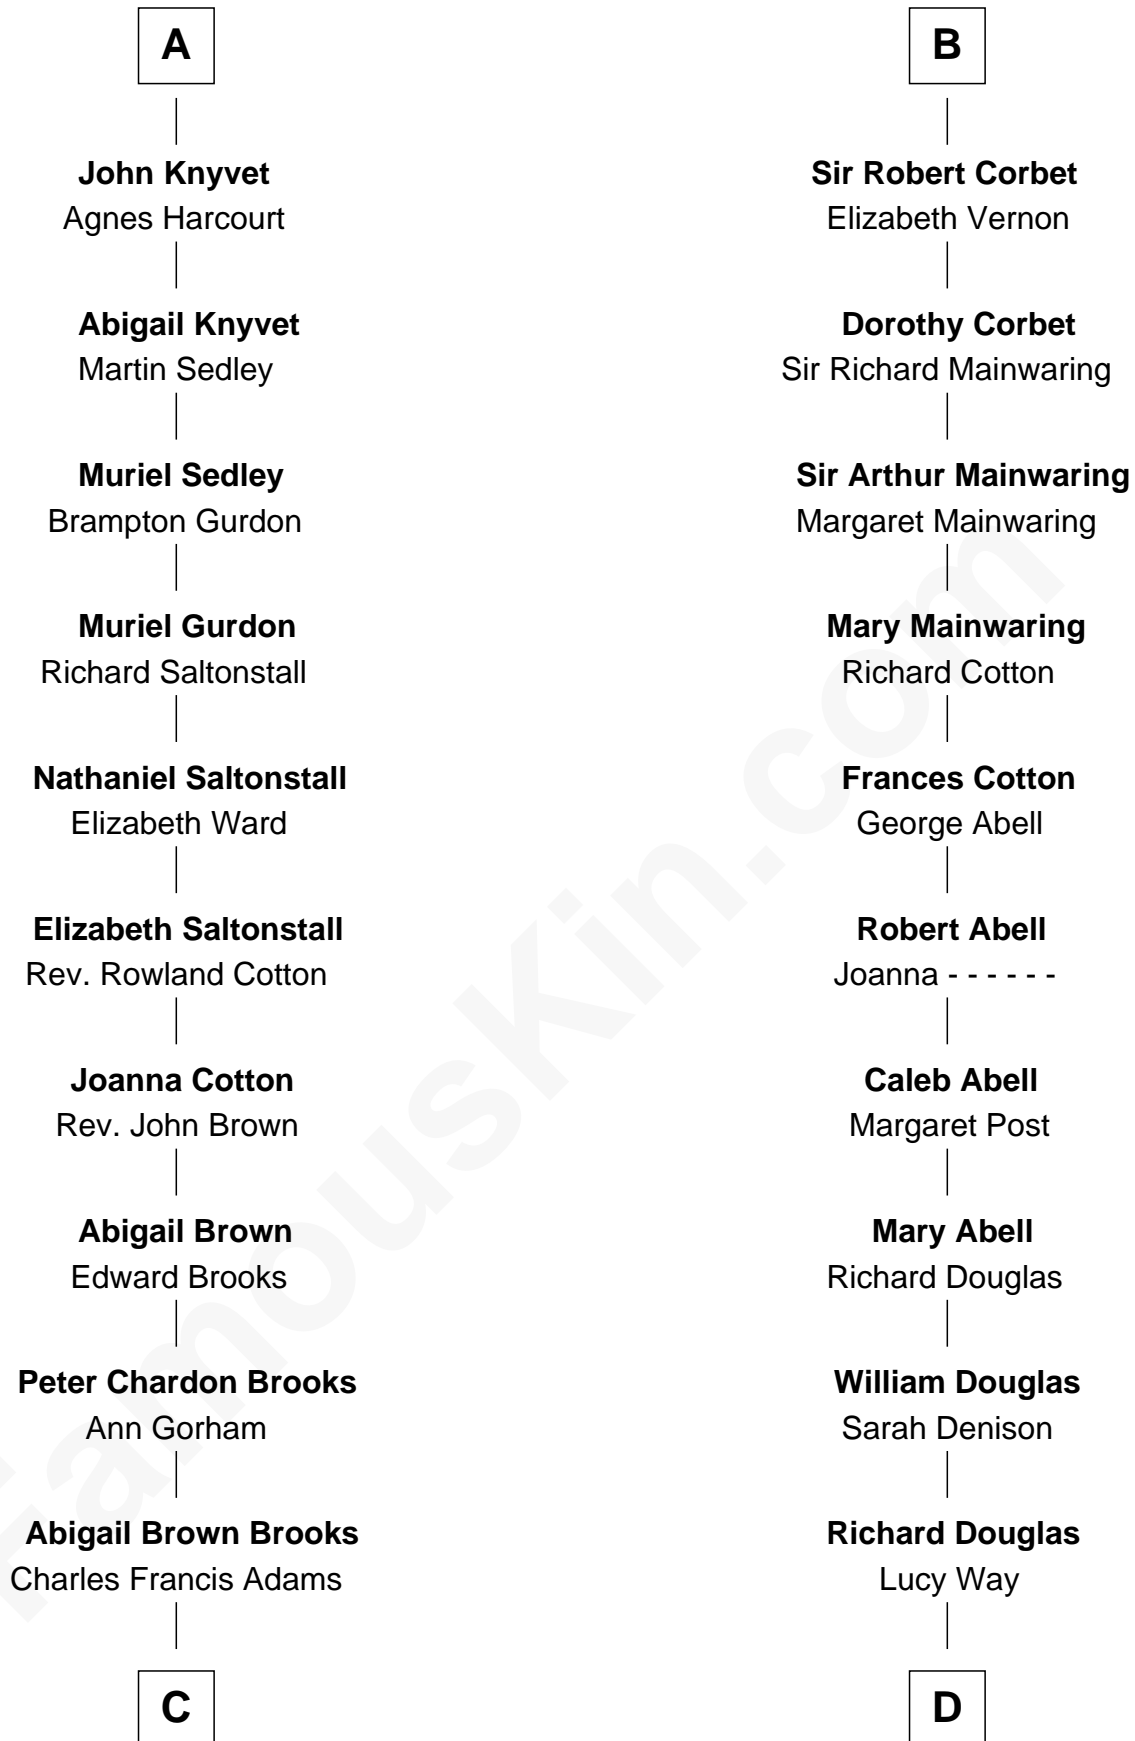 A
John Knyvet
Agnes Harcourt
Abigail Knyvet
Martin Sedley
Muriel Sedley
Brampton Gurdon
Muriel Gurdon
Richard Saltonstall
Nathaniel Saltonstall
Elizabeth Ward
Elizabeth Saltonstall
Rev. Rowland Cotton
Joanna Cotton
Rev. John Brown
Abigail Brown
Edward Brooks
Peter Chardon Brooks
Ann Gorham
Abigail Brown Brooks
Charles Francis Adams
C
B
Sir Robert Corbet
Elizabeth Vernon
Dorothy Corbet
Sir Richard Mainwaring
Sir Arthur Mainwaring
Margaret Mainwaring
Mary Mainwaring
Richard Cotton
Frances Cotton
George Abell
Robert Abell
Joanna - - - - - -
Caleb Abell
Margaret Post
Mary Abell
Richard Douglas
William Douglas
Sarah Denison
Richard Douglas
Lucy Way
D
FamousKin.com